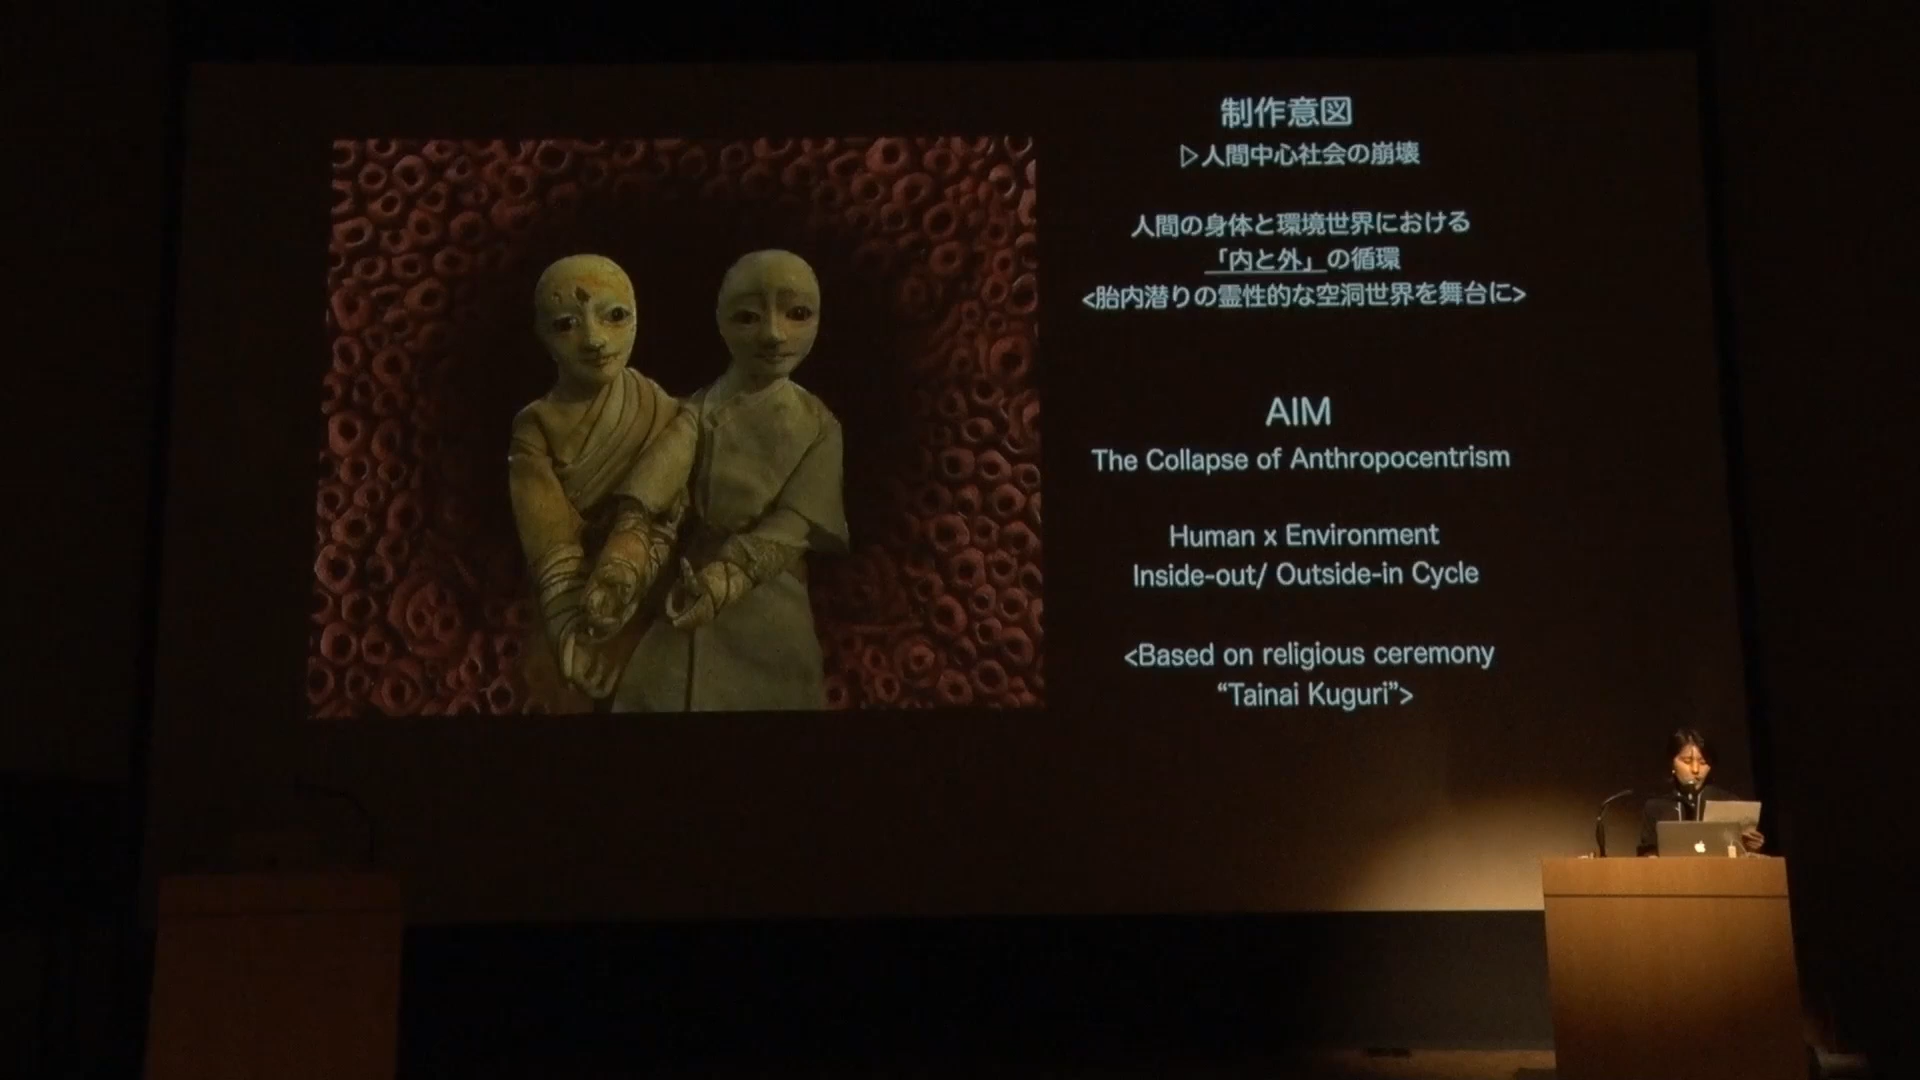 制作意図
▷人間中心社会の崩壊
人間の身体と環境世界における
「内と外」の循環
<胎内潜りの霊性的な空洞世界を舞台に>
AIM
The Collapse of Anthropocentrism
Human x Environment
Inside-out/ Outside-in Cycle
<Based on religious ceremony
“Tainai Kuguri”>